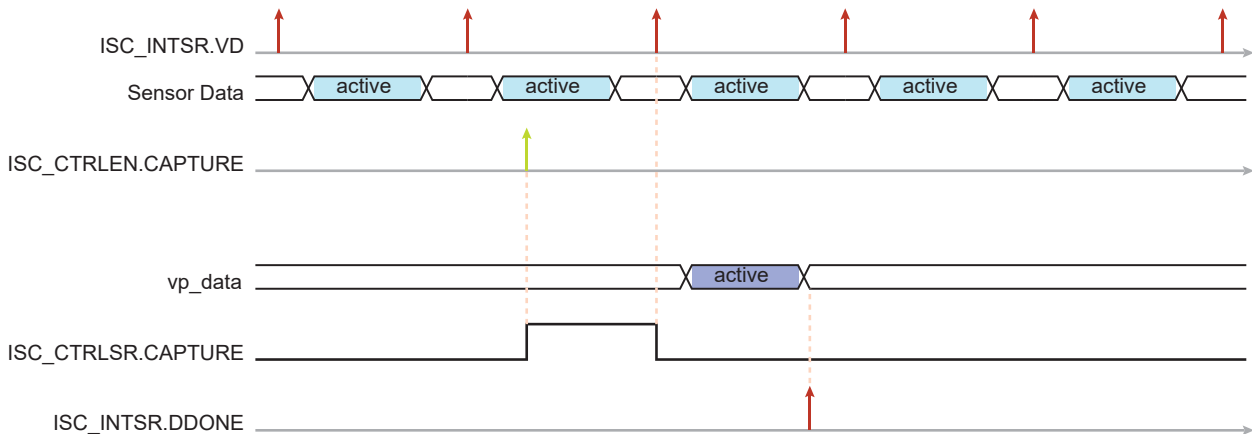 ISC_INTSR.VD
Sensor Data
active active active active active
ISC_CTRLEN.CAPTURE
vp_data
active
ISC_CTRLSR.CAPTURE
ISC_INTSR.DDONE